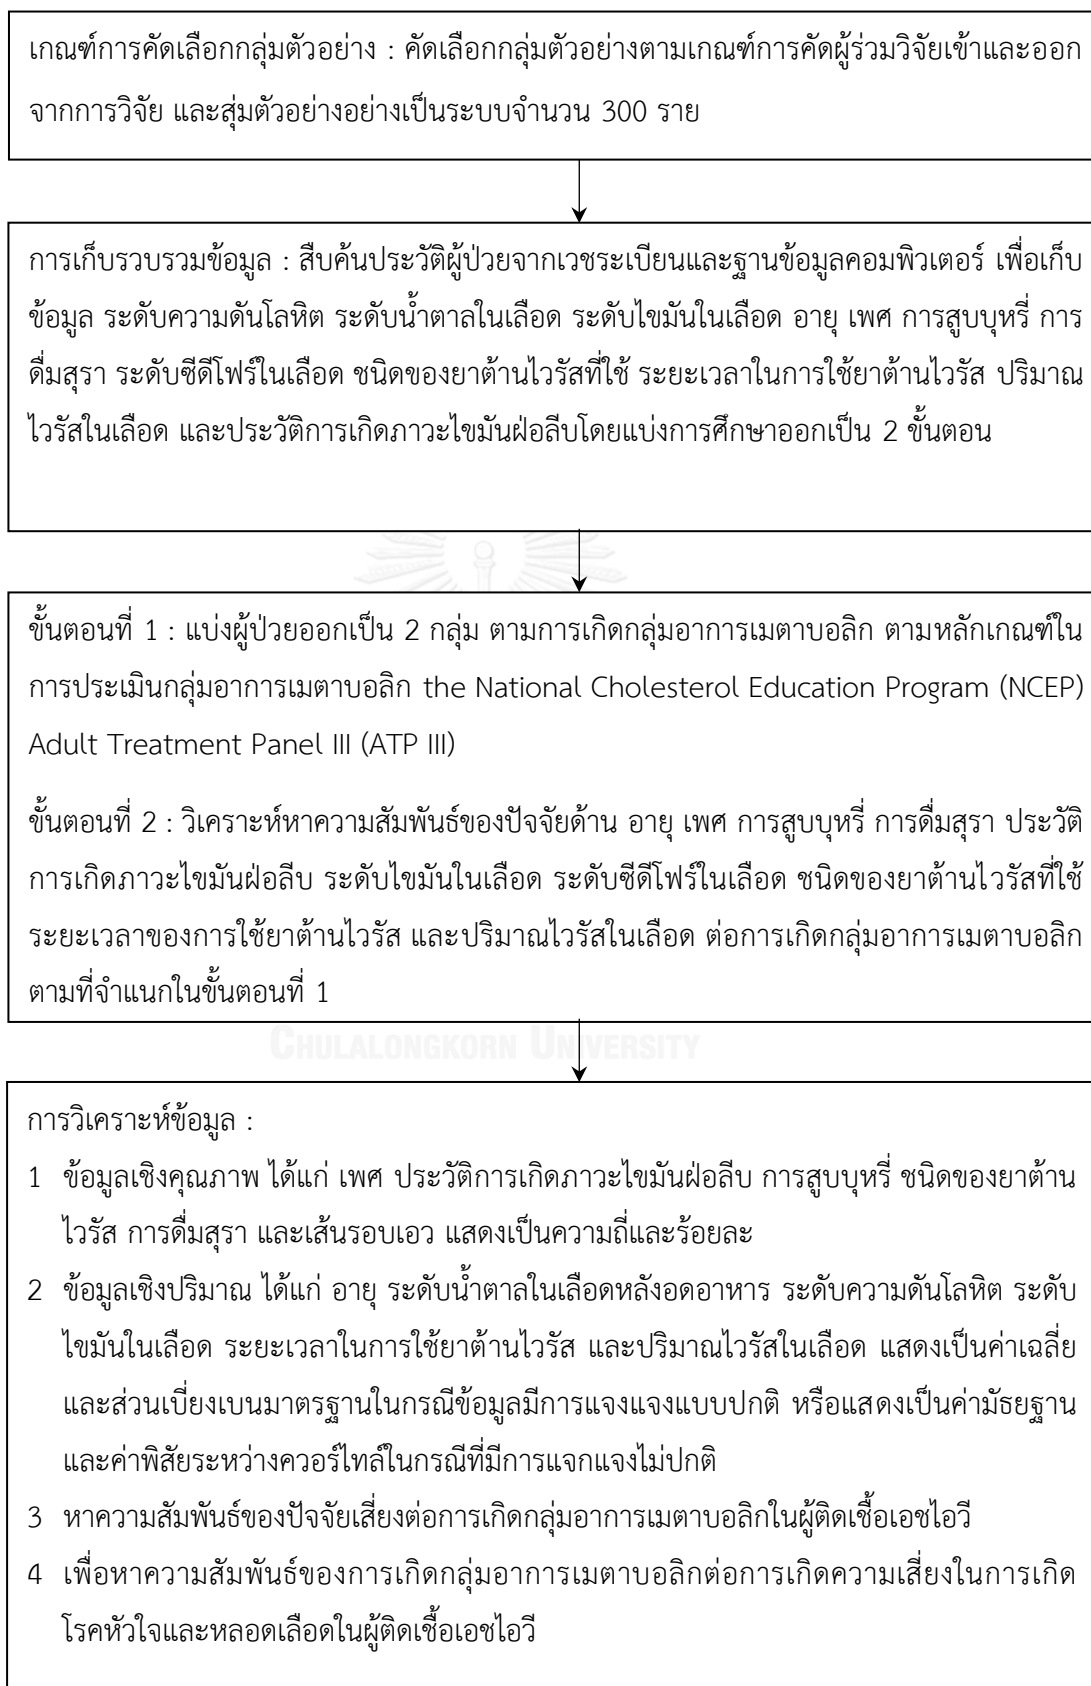 เกณฑ์การคัดเลือกกลุ่มตัวอย่าง : คัดเลือกกลุ่มตัวอย่างตามเกณฑ์การคัดผู้ร่วมวิจัยเข้าและออก
จากการวิจัย และสุ่มตัวอย่างอย่างเป็นระบบจำนวน 300 ราย
การเก็บรวบรวมข้อมูล : สืบค้นประวัติผู้ป่วยจากเวชระเบียนและฐานข้อมูลคอมพิวเตอร์ เพื่อเก็บ
ข้อมูล ระดับความดันโลหิต ระดับน้ำตาลในเลือด ระดับไขมันในเลือด อายุ เพศ การสูบบุหรี่ การ
ดื่มสุรา ระดับซีดีโฟร์ในเลือด ชนิดของยาต้านไวรัสที่ใช้ ระยะเวลาในการใช้ยาต้านไวรัส ปริมาณ
ไวรัสในเลือด และประวัติการเกิดภาวะไขมันฝ่อลีบโดยแบ่งการศึกษาออกเป็น 2 ขั้นตอน
ขั้นตอนที่ 1 : แบ่งผู้ป่วยออกเป็น 2 กลุ่ม ตามการเกิดกลุ่มอาการเมตาบอลิก ตามหลักเกณฑ์ใน
การประเมินกลุ่มอาการเมตาบอลิก the National Cholesterol Education Program (NCEP)
Adult Treatment Panel III (ATP III)
ขั้นตอนที่ 2 : วิเคราะห์หาความสัมพันธ์ของปัจจัยด้าน อายุ เพศ การสูบบุหรี่ การดื่มสุรา ประวัติ
การเกิดภาวะไขมันฝ่อลีบ ระดับไขมันในเลือด ระดับซีดีโฟร์ในเลือด ชนิดของยาต้านไวรัสที่ใช้
ระยะเวลาของการใช้ยาต้านไวรัส และปริมาณไวรัสในเลือด ต่อการเกิดกลุ่มอาการเมตาบอลิก
ตามที่จำแนกในขั้นตอนที่ 1
CHULALONGKORN UNIVERSITY
การวิเคราะห์ข้อมูล :
1 ข้อมูลเชิงคุณภาพ ได้แก่ เพศ ประวัติการเกิดภาวะไขมันฝ่อลีบ การสูบบุหรี่ ชนิดของยาต้าน
ไวรัส การดื่มสุรา และเส้นรอบเอว แสดงเป็นความถี่และร้อยละ
2 ข้อมูลเชิงปริมาณ ได้แก่ อายุ ระดับน้ำตาลในเลือดหลังอดอาหาร ระดับความดันโลหิต ระดับ
ไขมันในเลือด ระยะเวลาในการใช้ยาต้านไวรัส และปริมาณไวรัสในเลือด แสดงเป็นค่าเฉลี่ย
และส่วนเบี่ยงเบนมาตรฐานในกรณีข้อมูลมีการแจงแจงแบบปกติ หรือแสดงเป็นค่ามัธยฐาน
และค่าพิสัยระหว่างควอร์ไทล์ในกรณีที่มีการแจกแจงไม่ปกติ
3 หาความสัมพันธ์ของปัจจัยเสี่ยงต่อการเกิดกลุ่มอาการเมตาบอลิกในผู้ติดเชื้อเอชไอวี
4 เพื่อหาความสัมพันธ์ของการเกิดกลุ่มอาการเมตาบอลิกต่อการเกิดความเสี่ยงในการเกิด
โรคหัวใจและหลอดเลือดในผู้ติดเชื้อเอชไอวี